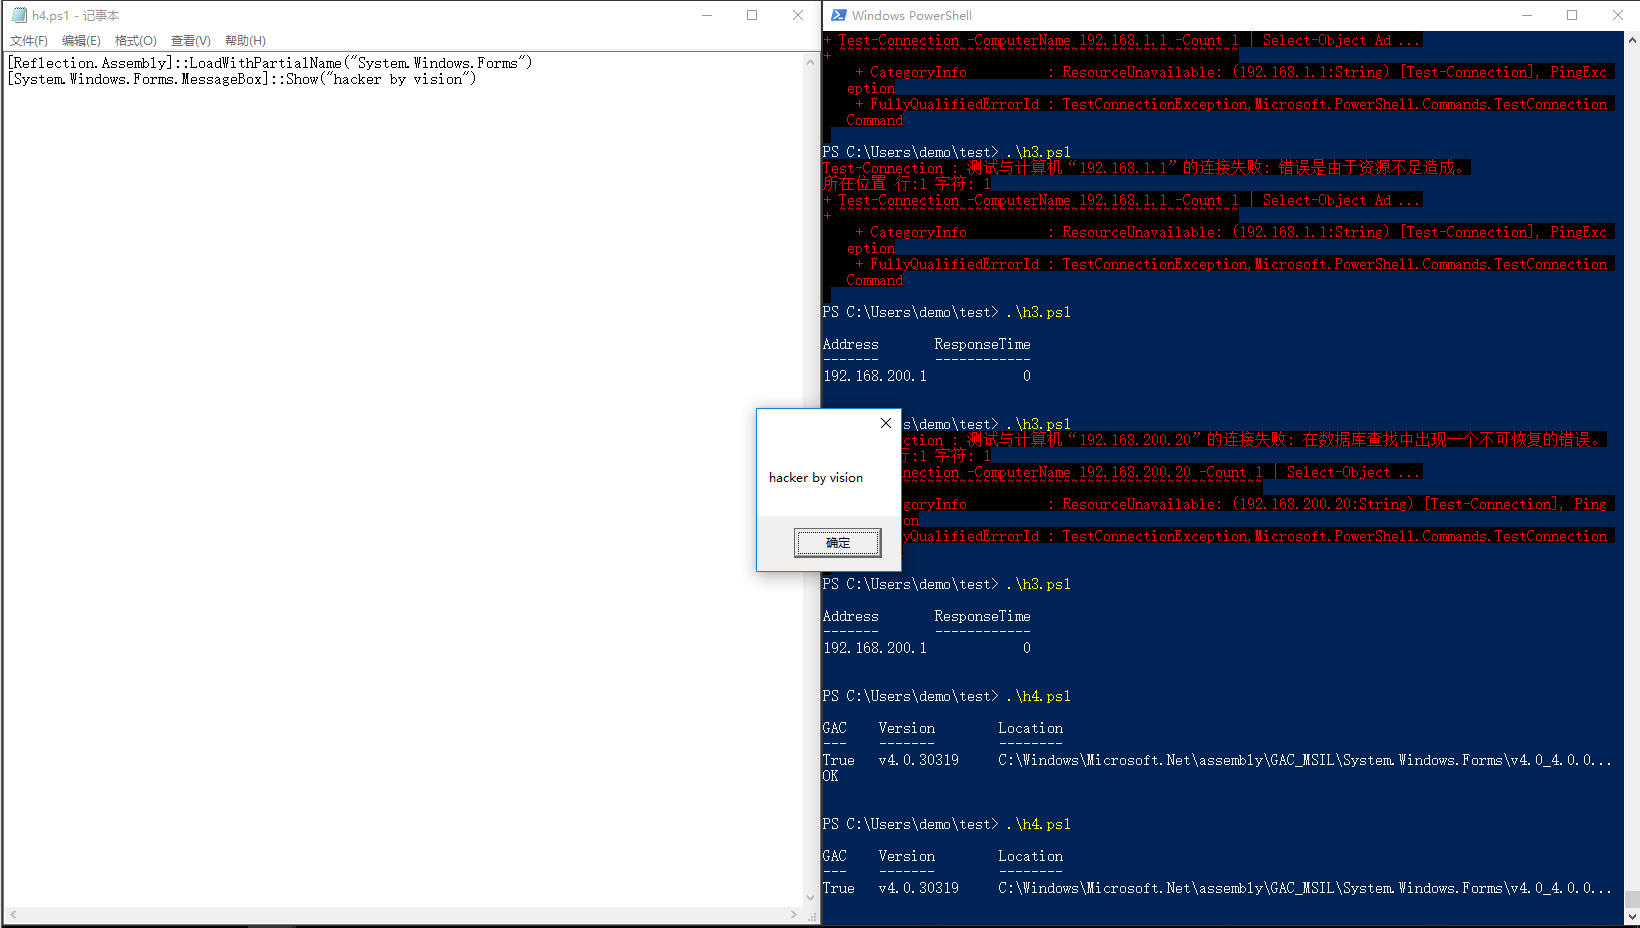 h4.ps1 - 记事本
文件(F) 编辑(E) 格式(O) 查看(V) 帮助(H)
[Reflection.Assembly]::LoadWithPartialName("System.Windows.Forms")
[System.Windows.Forms.MessageBox]::Show("hacker by vision")
Windows PowerShell
+ Test-Connection -ComputerName 192.168.1.1 -Count 1 | Select-Object Ad ...
+
+ CategoryInfo : ResourceUnavailable: (192.168.1.1:String) [Test-Connection], PingExc
eption
+ FullyQualifiedErrorId : TestConnectionException,Microsoft.PowerShell.Commands.TestConnection
Command
PS C:\Users\demo\test> .\h3.ps1
Test-Connection : 测试与计算机“192.168.1.1”的连接失败: 错误是由于资源不足造成。
所在位置 行:1 字符: 1
+ Test-Connection -ComputerName 192.168.1.1 -Count 1 | Select-Object Ad ...
+
+ CategoryInfo : ResourceUnavailable: (192.168.1.1:String) [Test-Connection], PingExc
eption
+ FullyQualifiedErrorId : TestConnectionException,Microsoft.PowerShell.Commands.TestConnection
Command
PS C:\Users\demo\test> .\h3.ps1
Address ResponseTime
------- ------------
192.168.200.1 0
s\demo\test> .\h3.ps1
ction : 测试与计算机“192.168.200.20”的连接失败: 在数据库查找中出现一个不可恢复的错误。
行:1 字符: 1
nection -ComputerName 192.168.200.20 -Count 1 | Select-Object ...
goryInfo : ResourceUnavailable: (192.168.200.20:String) [Test-Connection], Ping
on
yQualifiedErrorId : TestConnectionException,Microsoft.PowerShell.Commands.TestConnection
hacker by vision
确定
PS C:\Users\demo\test> .\h3.ps1
Address ResponseTime
------- ------------
192.168.200.1 0
PS C:\Users\demo\test> .\h4.ps1
GAC Version Location
--- ------- --------
True v4.0.30319 C:\Windows\Microsoft.Net\assembly\GAC_MSIL\System.Windows.Forms\v4.0_4.0.0...
OK
PS C:\Users\demo\test> .\h4.ps1
GAC Version Location
--- ------- --------
True v4.0.30319 C:\Windows\Microsoft.Net\assembly\GAC_MSIL\System.Windows.Forms\v4.0_4.0.0...